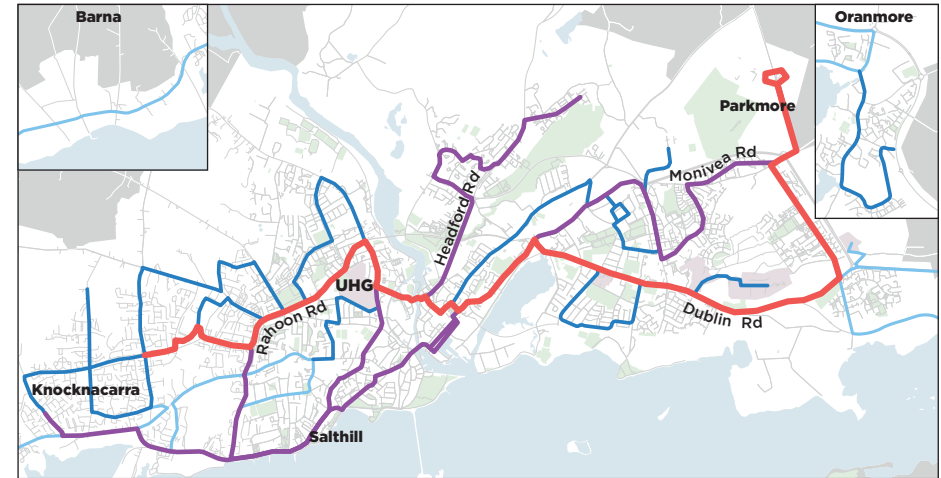 Barna
Oranmore
Parkmore
Monivea Rd
Headford Rd
UHG
Rahoon Rd
Dublin Rd
Knocknacarra
Salthill